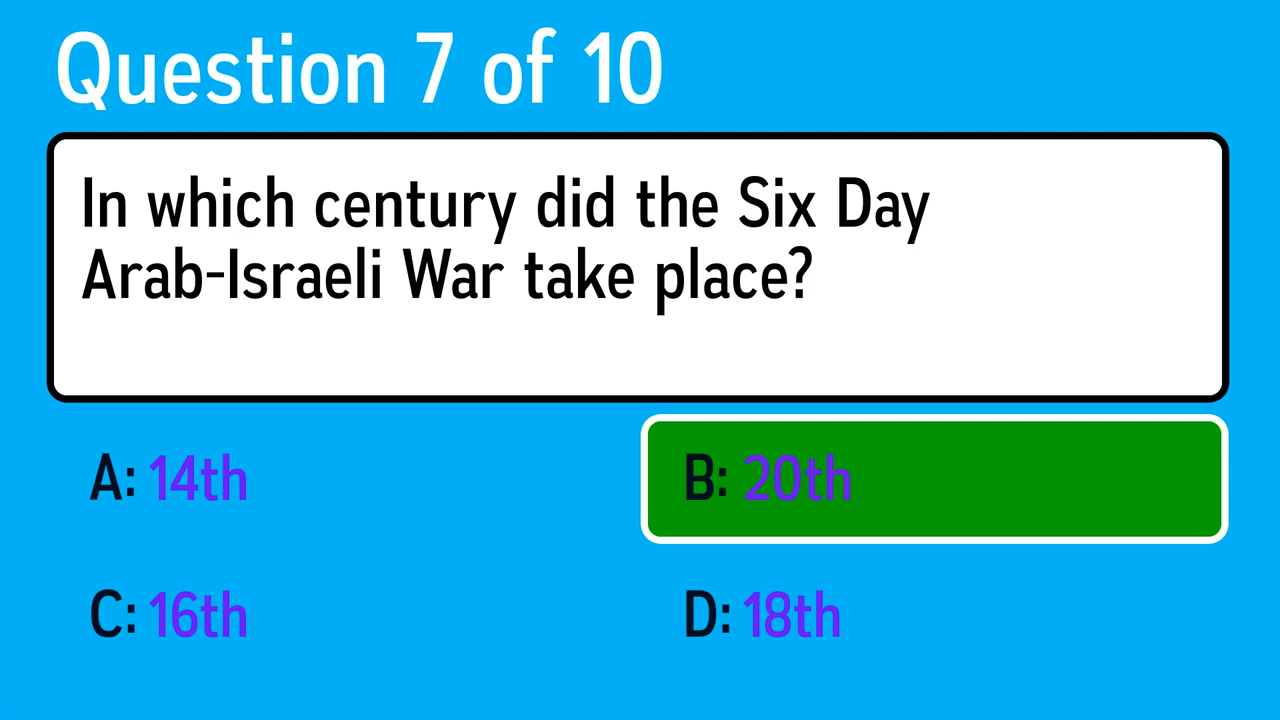 Question 7 of 10
In which century did the Six Day
Arab-Israeli War take place?
A: 14th
B: 20th
C: 16th
D: 18th